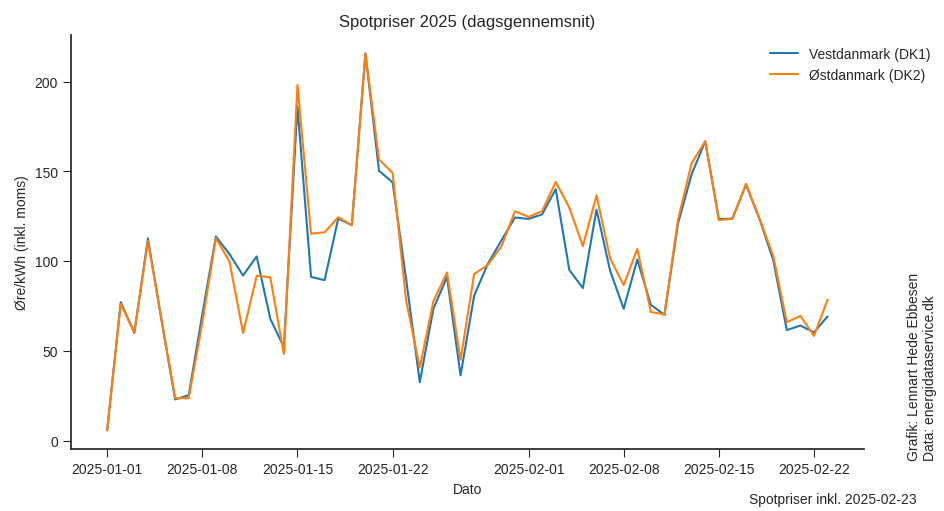 Spotpriser 2025 (dagsgennemsnit)
Vestdanmark (DK1)
Østdanmark (DK2)
Øre/kWh (inkl. moms)
200
150
100
50
0
2025-01-01
2025-01-08
2025-01-15
2025-01-22
2025-02-01
2025-02-08
2025-02-15
2025-02-22
Dato
Grafik: Lennart Hede Ebbesen
Data: energidataservice.dk
Spotpriser inkl. 2025-02-23